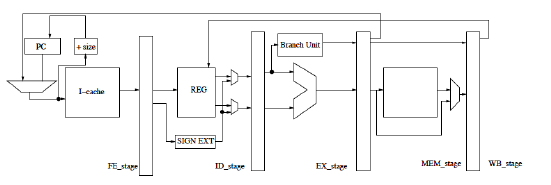 PC
+ size
Branch Unit
I-cache
REG
SIGN EXT
FE_stage
ID_stage
EX_stage
MEM_stage
WB_stage